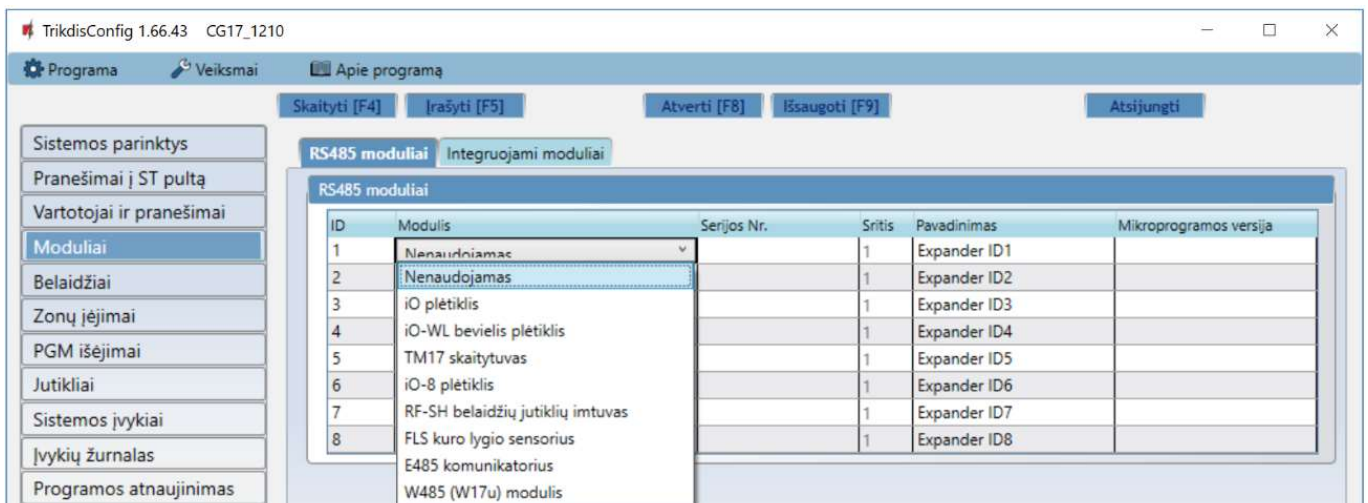 TrikdisConfig 1.66.43 CG17_1210
Programa Veiksmai Apie programą
Skaityti [F4] Įrašyti [F5] Atverti [F8] Išsaugoti [F9] Atsijungti
Sistemos parinktys
Pranešimai į ST pultą
Vartotojai ir pranešimai
Moduliai
Belaidžiai
Zonų įėjimai
PGM išėjimai
Jutikliai
Sistemos įvykiai
Įvykių žurnalas
Programos atnaujinimas
RS485 moduliai Integruojami moduliai
RS485 moduliai
ID Modulis Serijos Nr. Sritis Pavadinimas Mikroprogramos versija
1 Nenaudojamas 1 Expander ID1
2 Nenaudojamas 1 Expander ID2
3 iO plėtiklis 1 Expander ID3
4 iO-WL bevielis plėtiklis 1 Expander ID4
5 TM17 skaitytuvas 1 Expander ID5
6 iO-8 plėtiklis 1 Expander ID6
7 RF-SH belaidžių jutiklių imtuvas 1 Expander ID7
8 FLS kuro lygio sensorius 1 Expander ID8
E485 komunikatorius
W485 (W17u) modulis